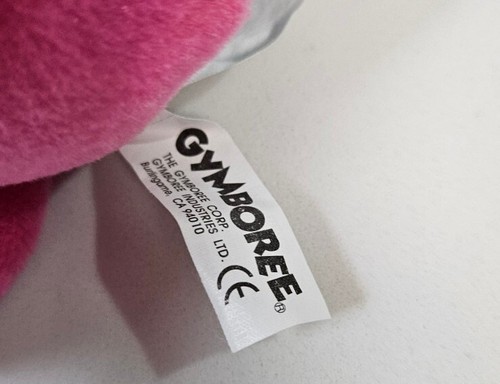 GYMBOREE®
THE GYMBOREE CORP.
GYMBOREE INDUSTRIES LTD.
Burlingame,
CA 94010
CE